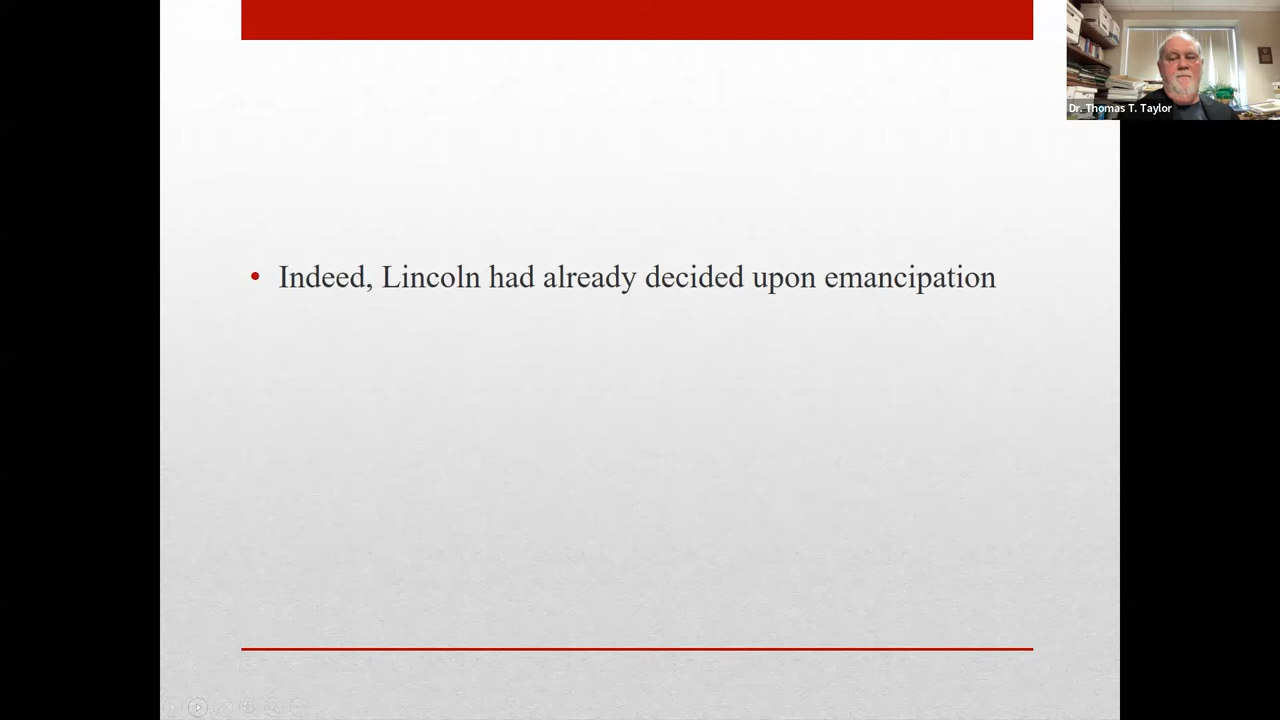 Dr. Thomas T. Taylor
• Indeed, Lincoln had already decided upon emancipation